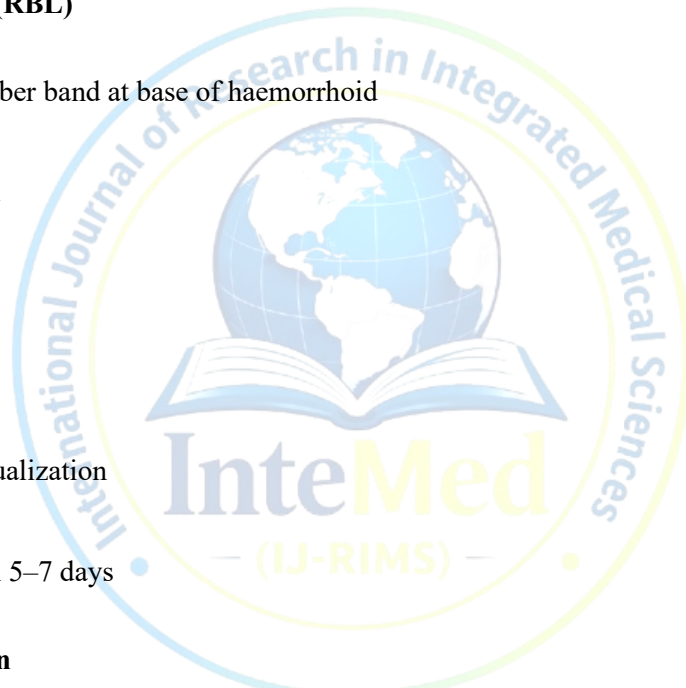 (RBL)
ber band at base of haemorrhoid
ualization
5–7 days
n
International Journal of Research in Integrated Medical Sciences
InteMed
(IJ-RIMS)